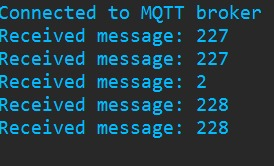 Connected to MQTT broker
Received message: 227
Received message: 227
Received message: 2
Received message: 228
Received message: 228